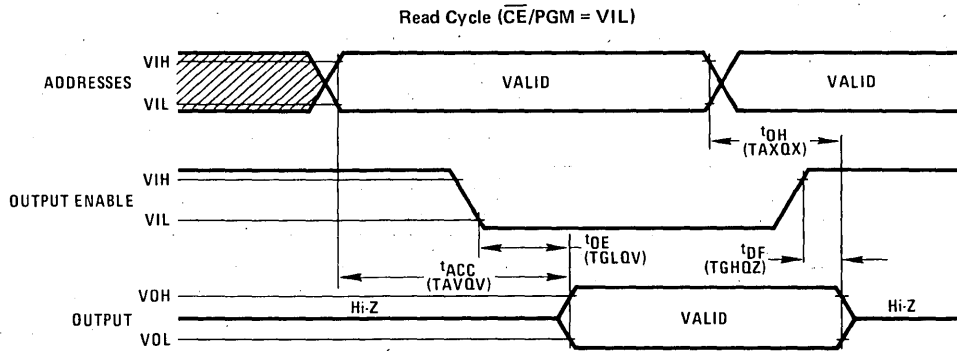 Read Cycle (CE/PGM = VIL)
VIH
ADDRESSES
VALID
VALID
VIL
tOH
(TAXQX)
VIH
OUTPUT ENABLE
VIL
tOE
(TGLQV)
tDF
(TGHQZ)
tACC
(TAVQV)
VOH
Hi-Z
Hi-Z
OUTPUT
VALID
VOL